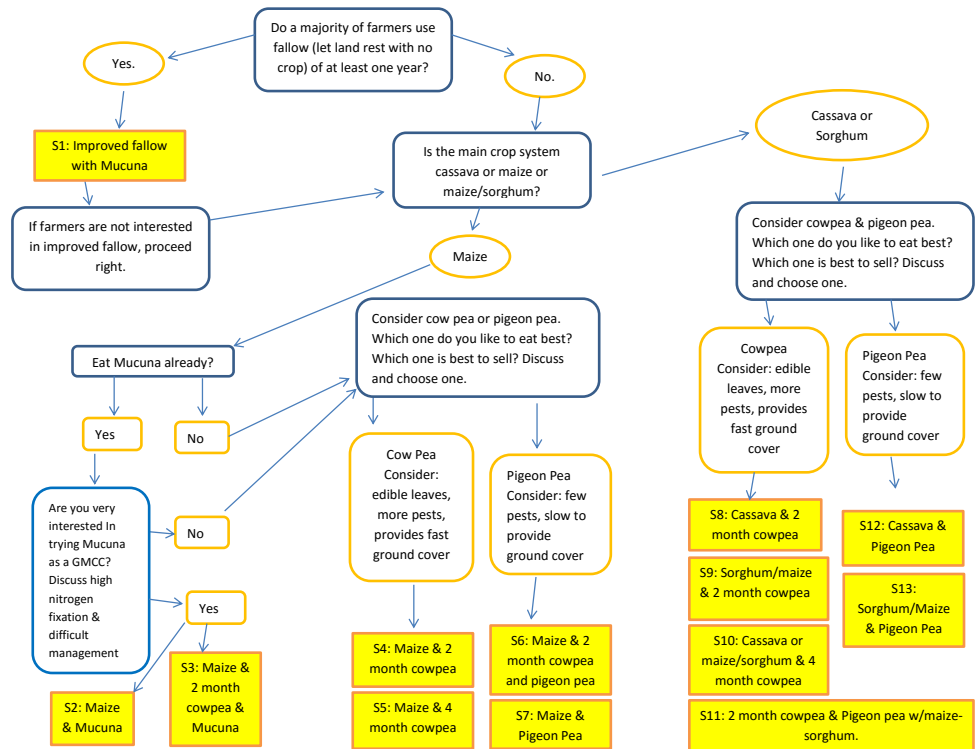 Do a majority of farmers use
fallow (let land rest with no
crop) of at least one year?
Yes.
No.
Cassava or
Sorghum
S1: Improved fallow
with Mucuna
Is the main crop system
cassava or maize or
maize/sorghum?
If farmers are not interested
in improved fallow, proceed
right.
Consider cowpea & pigeon pea.
Which one do you like to eat best?
Which one is best to sell? Discuss
and choose one.
Maize
Consider cow pea or pigeon pea.
Which one do you like to eat best?
Which one is best to sell? Discuss
and choose one.
Eat Mucuna already?
Yes
No
Cowpea
Consider: edible
leaves, more
pests, provides
fast ground
cover
Pigeon Pea
Consider: few
pests, slow to
provide
ground cover
Cow Pea
Consider:
edible leaves,
more pests,
provides fast
ground cover
Pigeon Pea
Consider: few
pests, slow to
provide
ground cover
Are you very
interested In
trying Mucuna
as a GMCC?
Discuss high
nitrogen
fixation &
difficult
management
No
Yes
S8: Cassava & 2
month cowpea
S12: Cassava &
Pigeon Pea
S9: Sorghum/maize
& 2 month cowpea
S13:
Sorghum/Maize
& Pigeon Pea
S10: Cassava or
maize/sorghum & 4
month cowpea
S4: Maize & 2
month cowpea
S6: Maize & 2
month cowpea
and pigeon pea
S3: Maize &
2 month
cowpea &
Mucuna
S2: Maize
& Mucuna
S5: Maize & 4
month cowpea
S7: Maize &
Pigeon Pea
S11: 2 month cowpea & Pigeon pea w/maize-
sorghum.